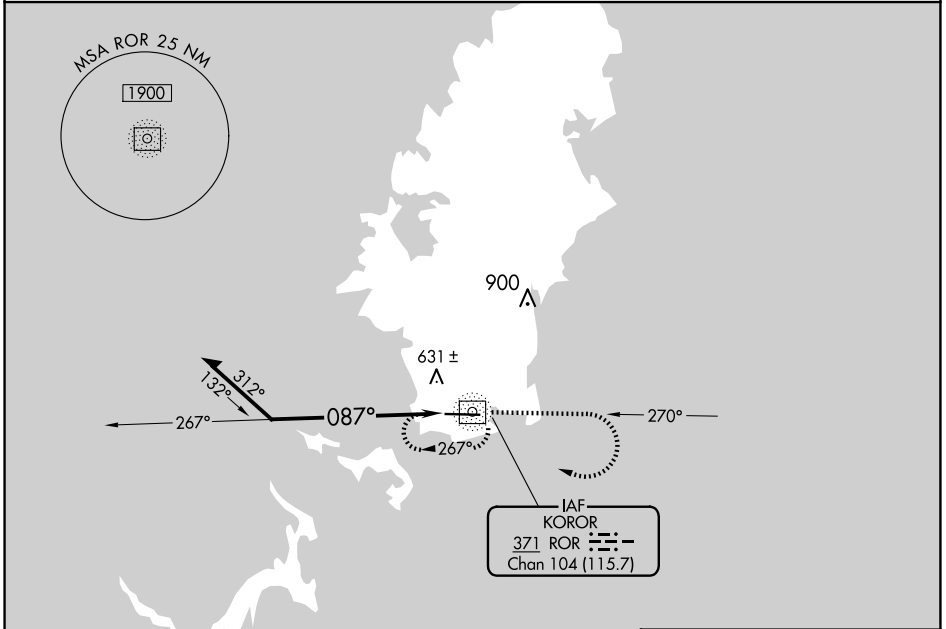 MSA ROR 25 NM
1900
900
631 ±
312°
132°
267°
087°
267°
270°
IAF
KOROR
371 ROR
Chan 104 (115.7)